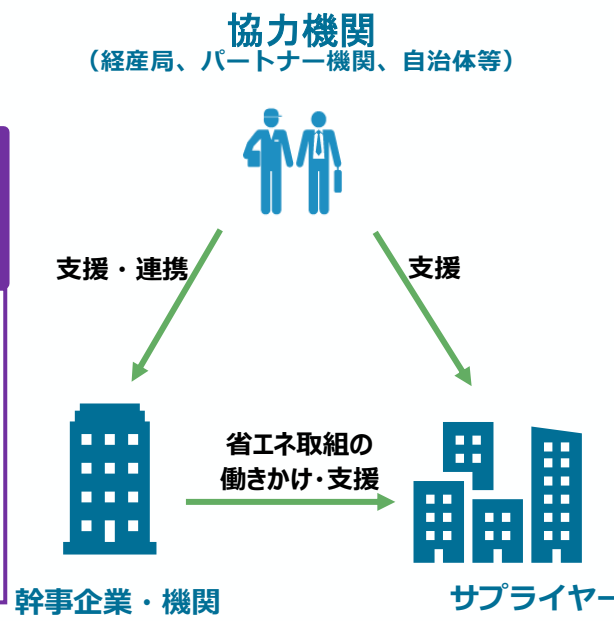 協力機関
（経産局、パートナー機関、自治体等）
支援・連携
支援
省エネ取組の
働きかけ・支援
幹事企業・機関
サプライヤー